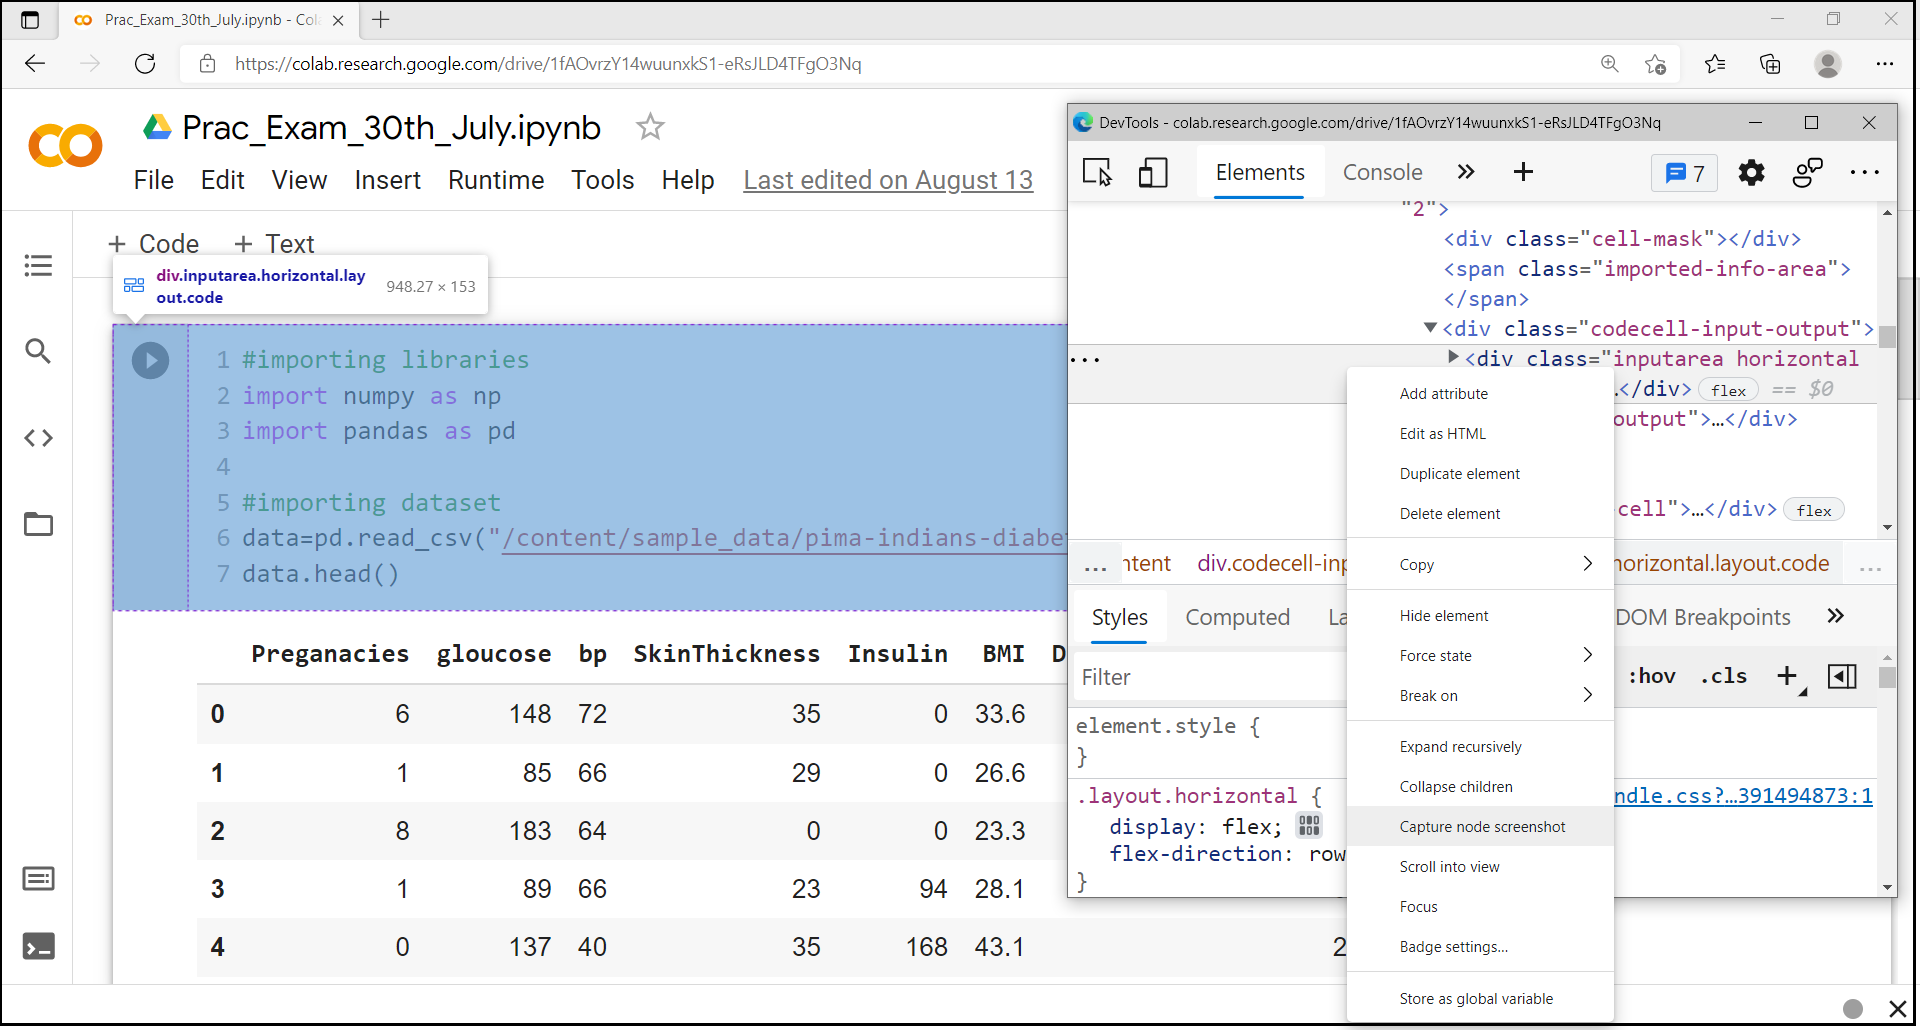 Prac_Exam_30th_July.ipynb - Cola
https://colab.research.google.com/drive/1fAOvrzY14wuunxkS1-eRsJLD4TFgO3Nq
Prac_Exam_30th_July.ipynb
File Edit View Insert Runtime Tools Help Last edited on August 13
+ Code + Text
div.inputarea.horizontal.lay
out.code
948.27 × 153
1 #importing libraries
2 import numpy as np
3 import pandas as pd
4
5 #importing dataset
6 data=pd.read_csv("/content/sample_data/pima-indians-diabet
7 data.head()
Preganacies gloucose bp SkinThickness Insulin BMI D
0 6 148 72 35 0 33.6
1 1 85 66 29 0 26.6
2 8 183 64 0 0 23.3
3 1 89 66 23 94 28.1
4 0 137 40 35 168 43.1 2
DevTools - colab.research.google.com/drive/1fAOvrzY14wuunxkS1-eRsJLD4TFgO3Nq
Elements Console 7
"2">
<div class="cell-mask"></div>
<span class="imported-info-area">
</span>
<div class="codecell-input-output">
... <div class="inputarea horizontal
.</div> flex == $0
output">…</div>
cell">…</div> flex
... ntent div.codecell-inp horizontal.layout.code ...
Styles Computed La DOM Breakpoints
Filter :hov .cls
element.style {
}
.layout.horizontal { ndle.css?…391494873:1
display: flex;
flex-direction: row
}
Add attribute
Edit as HTML
Duplicate element
Delete element
Copy
Hide element
Force state
Break on
Expand recursively
Collapse children
Capture node screenshot
Scroll into view
Focus
Badge settings...
Store as global variable